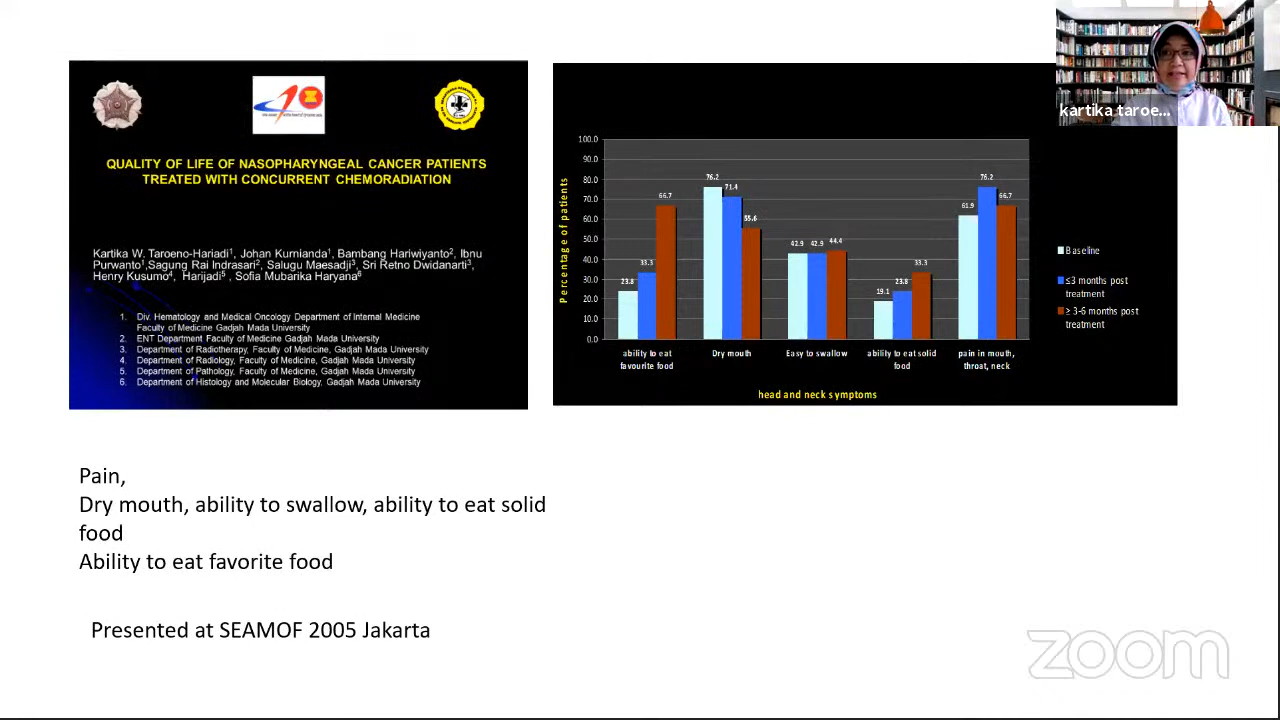 QUALITY OF LIFE OF NASOPHARYNGEAL CANCER PATIENTS
TREATED WITH CONCURRENT CHEMORADIATION
Kartika W. Taroeno-Hariadi1, Johan Kurnianda1, Bambang Hariwiyanto2, Ibnu
Purwanto1,Sagung Rai Indrasari2, Salugu Maesadji3, Sri Retno Dwidanarti3,
Henry Kusumo4, Harijadi5 , Sofia Mubarika Haryana6
1. Div. Hematology and Medical Oncology Department of Internal Medicine
Faculty of Medicine Gadjah Mada University
2. ENT Department Faculty of Medicine Gadjah Mada University
3. Department of Radiotherapy, Faculty of Medicine, Gadjah Mada University
4. Department of Radiology, Faculty of Medicine, Gadjah Mada University
5. Department of Pathology, Faculty of Medicine, Gadjah Mada University
6. Department of Histology and Molecular Biology, Gadjah Mada University
Percentage of patients
100.0
90.0
80.0
70.0
60.0
50.0
40.0
30.0
20.0
10.0
0.0
23.8 33.3 66.7
76.2 71.4 55.6
42.9 42.9 44.4
19.1 23.8 33.3
61.9 76.2 66.7
ability to eat
favourite food
Dry mouth
Easy to swallow
ability to eat solid
food
pain in mouth,
throat, neck
head and neck symptoms
Baseline
≤3 months post
treatment
≥ 3-6 months post
treatment
kartika taroe...
Pain,
Dry mouth, ability to swallow, ability to eat solid
food
Ability to eat favorite food
Presented at SEAMOF 2005 Jakarta
zoom